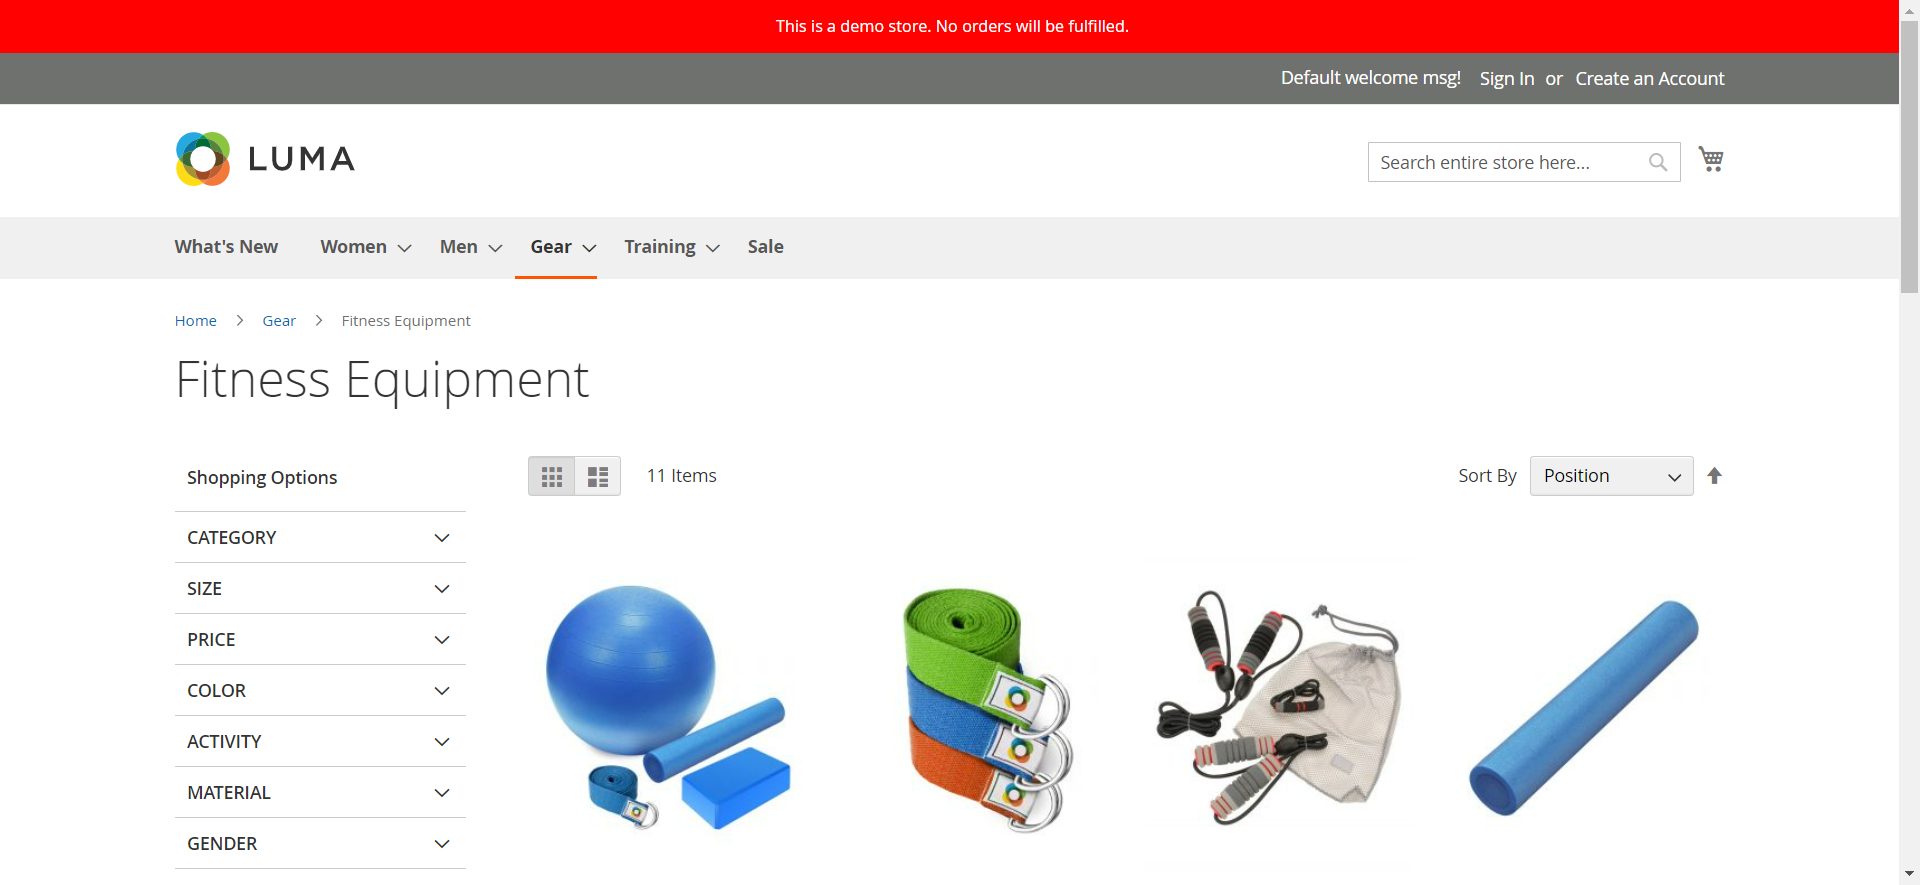 This is a demo store. No orders will be fulfilled.
Default welcome msg! Sign In or Create an Account
LUMA
Search entire store here...
What's New Women Men Gear Training Sale
Home Gear Fitness Equipment
Fitness Equipment
Shopping Options
11 Items
Sort By Position
CATEGORY
SIZE
PRICE
COLOR
ACTIVITY
MATERIAL
GENDER